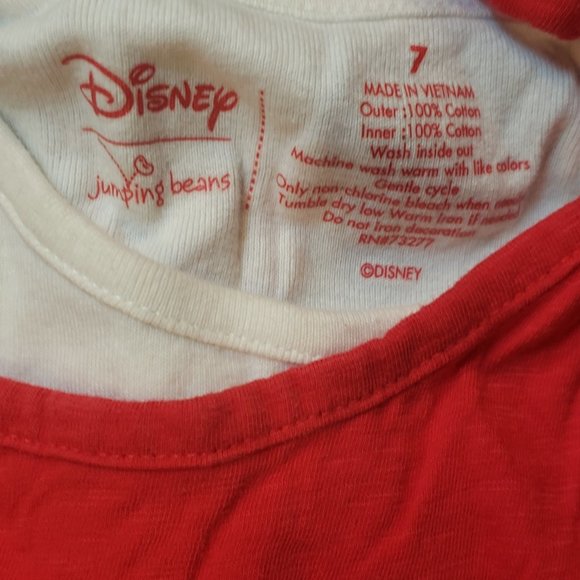 Disney
jumping beans
7
MADE IN VIETNAM
Outer :100% Cotton
Inner :100% Cotton
Wash inside out
Machine wash warm with like colors
Gentle cycle
Only non-chlorine bleach when needed
Tumble dry low Warm Iron if needed
Do not iron decoration
RN#73277
©DISNEY